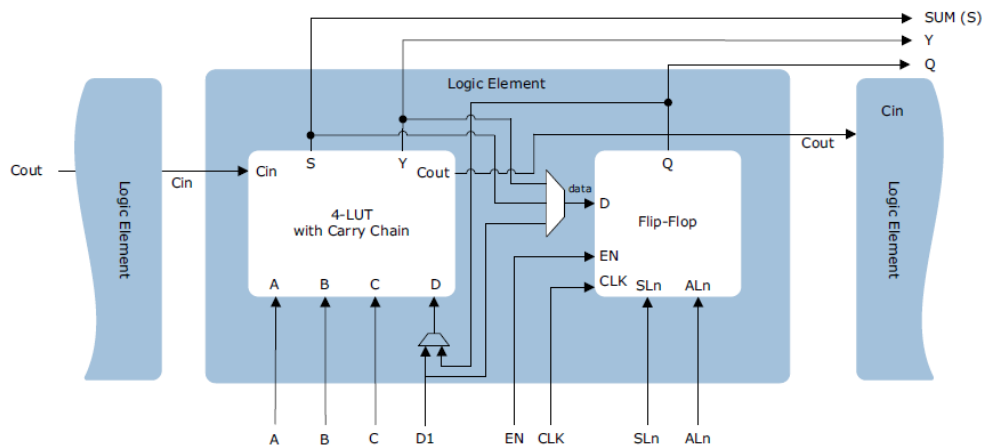 SUM (S)
Y
Q
Logic Element
Cin
S
Y
Q
Cout
Cin
Cin
Cout
Cout
data
D
Logic Element
4-LUT
with Carry Chain
Flip-Flop
Logic Element
EN
A
B
C
D
CLK
SLn
ALn
A
B
C
D1
EN
CLK
SLn
ALn